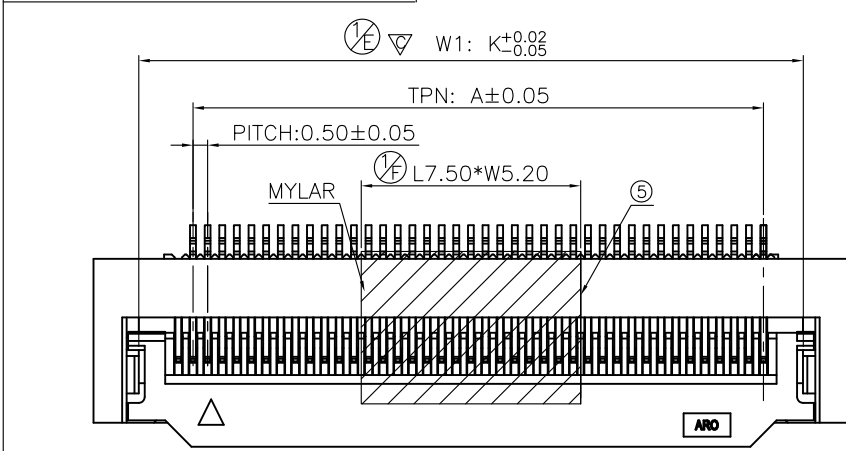 1/E C W1: K+0.02 -0.05
TPN: A±0.05
PITCH:0.50±0.05
1/F L7.50*W5.20
MYLAR
⑤
ARO